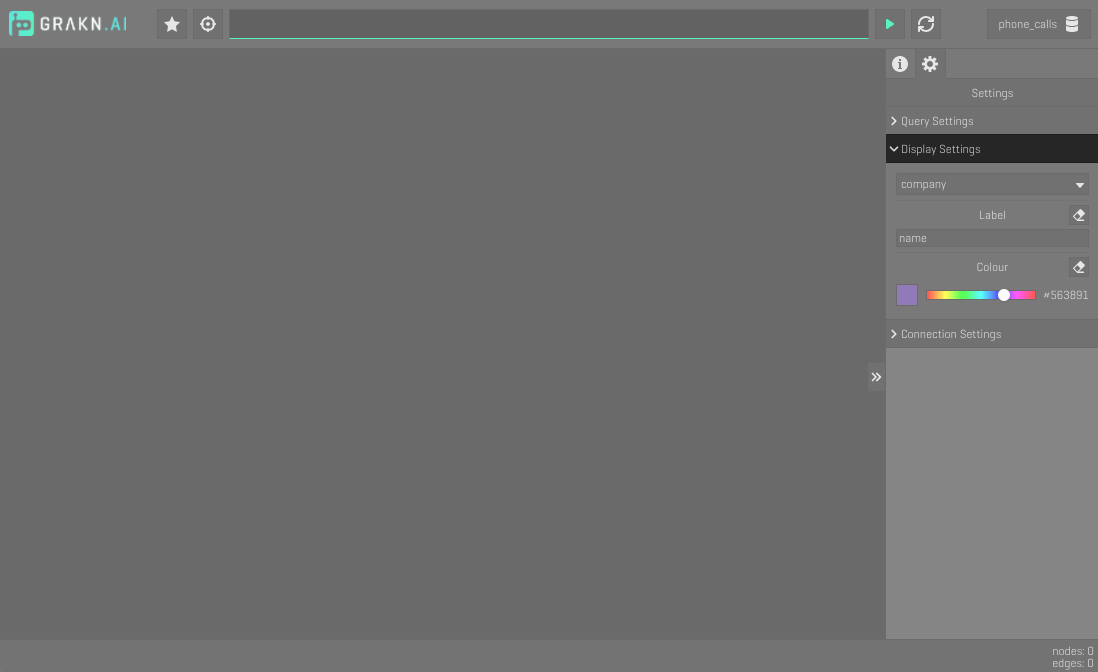 GRAKN.AI
phone_calls
Settings
Query Settings
Display Settings
company
Label
name
Colour
#563891
Connection Settings
nodes: 0
edges: 0